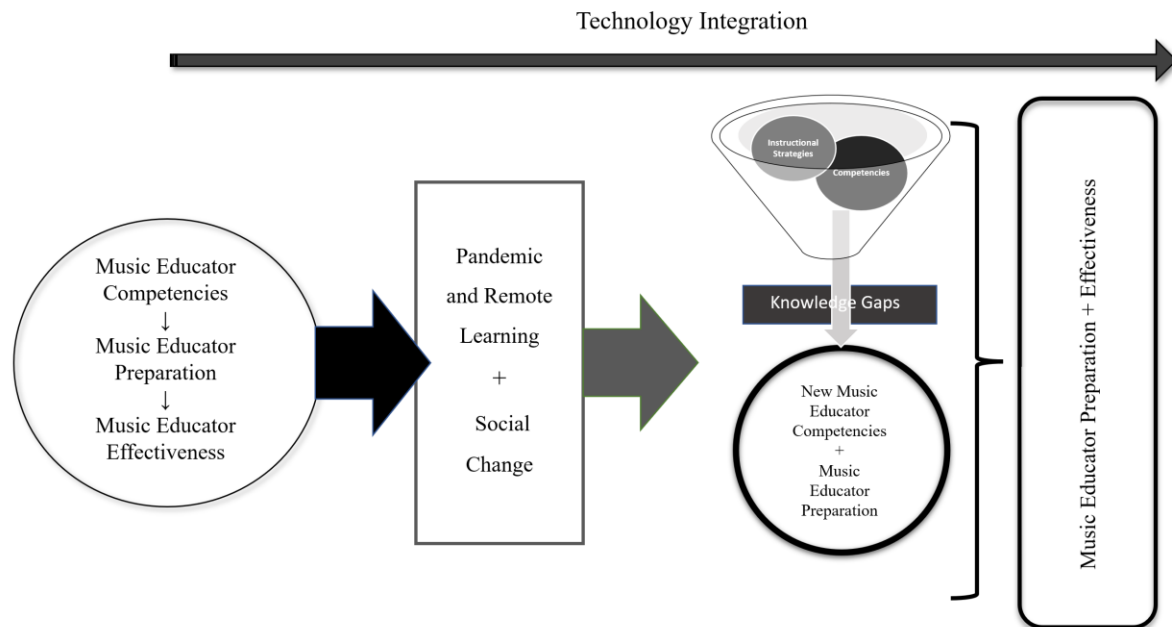 Technology Integration
Music Educator
Competencies
↓
Music Educator
Preparation
↓
Music Educator
Effectiveness
Pandemic
and Remote
Learning
+
Social
Change
Instructional
Strategies
Competencies
Knowledge Gaps
New Music
Educator
Competencies
+
Music
Educator
Preparation
Music Educator Preparation + Effectiveness